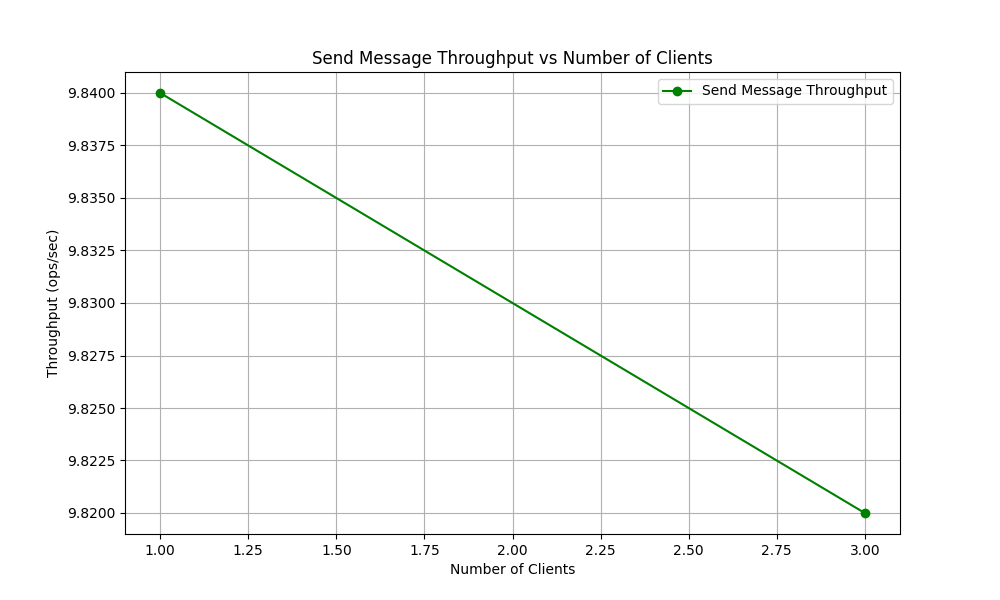 Send Message Throughput vs Number of Clients
Send Message Throughput
9.8400
9.8375
9.8350
9.8325
9.8300
9.8275
9.8250
9.8225
9.8200
Throughput (ops/sec)
1.00 1.25 1.50 1.75 2.00 2.25 2.50 2.75 3.00
Number of Clients